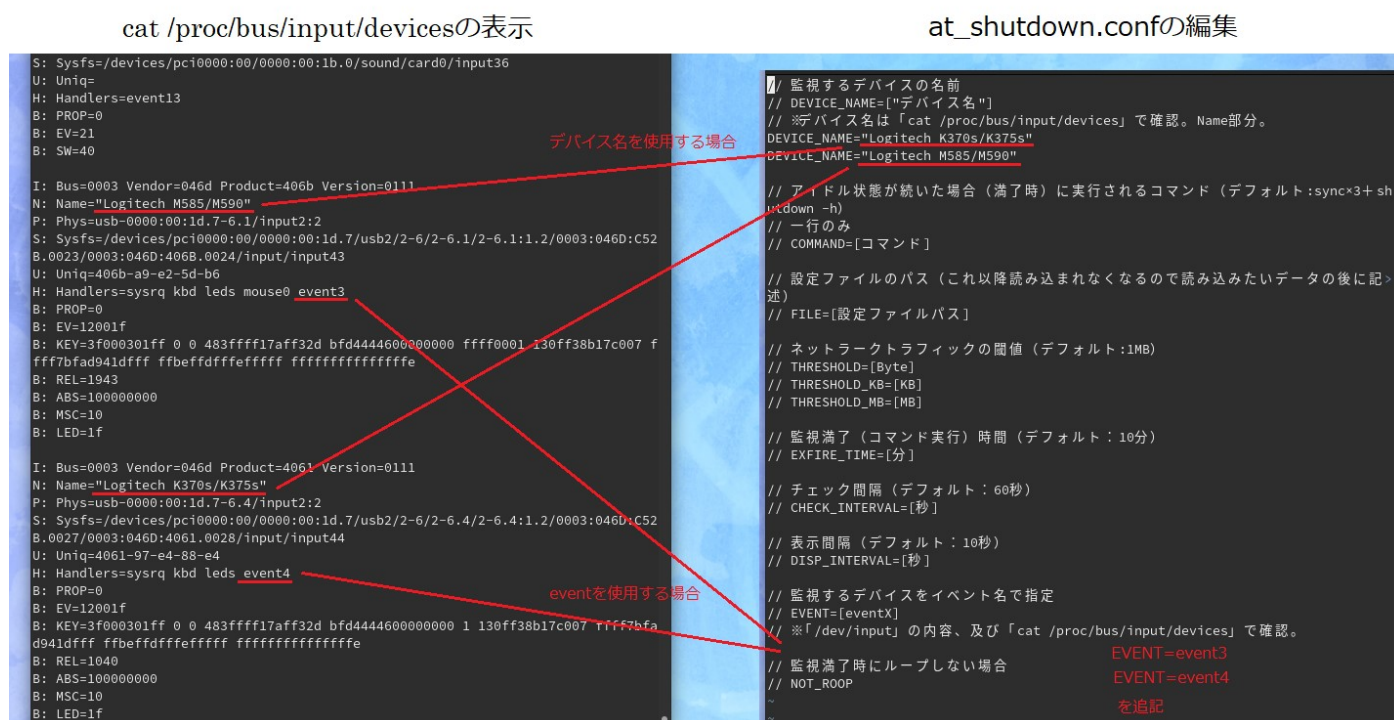 cat /proc/bus/input/devicesの表示
S: Sysfs=/devices/pci0000:00/0000:00:1b.0/sound/card0/input36
U: Uniq=
H: Handlers=event13
B: PROP=0
B: EV=21
B: SW=40
I: Bus=0003 Vendor=046d Product=406b Version=0111
N: Name="Logitech M585/M590"
P: Phys=usb-0000:00:1d.7-6.1/input2:2
S: Sysfs=/devices/pci0000:00/0000:00:1d.7/usb2/2-6/2-6.1/2-6.1:1.2/0003:046D:C52
B.0023/0003:046D:406B.0024/input/input43
U: Uniq=406b-a9-e2-5d-b6
H: Handlers=sysrq kbd leds mouse0 event3
B: PROP=0
B: EV=12001f
B: KEY=3f000301ff 0 0 483ffff17aff32d bfd4444600000000 ffff0001 130ff38b17c007 f
fff7bfad941dfff ffbeffdfffefffff fffffffffffffffe
B: REL=1943
B: ABS=100000000
B: MSC=10
B: LED=1f
I: Bus=0003 Vendor=046d Product=4061 Version=0111
N: Name="Logitech K370s/K375s"
P: Phys=usb-0000:00:1d.7-6.4/input2:2
S: Sysfs=/devices/pci0000:00/0000:00:1d.7/usb2/2-6/2-6.4/2-6.4:1.2/0003:046D:C52
B.0027/0003:046D:4061.0028/input/input44
U: Uniq=4061-97-e4-88-e4
H: Handlers=sysrq kbd leds event4
B: PROP=0
B: EV=12001f
B: KEY=3f000301ff 0 0 483ffff17aff32d bfd4444600000000 1 130ff38b17c007 ffff7bfa
d941dfff ffbeffdfffefffff fffffffffffffffe
B: REL=1040
B: ABS=100000000
B: MSC=10
B: LED=1f
デバイス名を使用する場合
eventを使用する場合
at_shutdown.confの編集
// 監視するデバイスの名前
// DEVICE_NAME=["デバイス名"]
// ※デバイス名は「cat /proc/bus/input/devices」で確認。Name部分。
DEVICE_NAME="Logitech K370s/K375s"
DEVICE_NAME="Logitech M585/M590"
// アイドル状態が続いた場合（満了時）に実行されるコマンド（デフォルト:sync×3＋sh
utdown -h）
// 一行のみ
// COMMAND=[コマンド]
// 設定ファイルのパス（これ以降読み込まれなくなるので読み込みたいデータの後に記>
述）
// FILE=[設定ファイルパス]
// ネットラークトラフィックの閾値（デフォルト:1MB）
// THRESHOLD=[Byte]
// THRESHOLD_KB=[KB]
// THRESHOLD_MB=[MB]
// 監視満了（コマンド実行）時間（デフォルト：10分）
// EXFIRE_TIME=[分]
// チェック間隔（デフォルト：60秒）
// CHECK_INTERVAL=[秒]
// 表示間隔（デフォルト：10秒）
// DISP_INTERVAL=[秒]
// 監視するデバイスをイベント名で指定
// EVENT=[eventX]
// ※「/dev/input」の内容、及び「cat /proc/bus/input/devices」で確認。
// 監視満了時にループしない場合
// NOT_ROOP
~
~
EVENT=event3
EVENT=event4
を追記